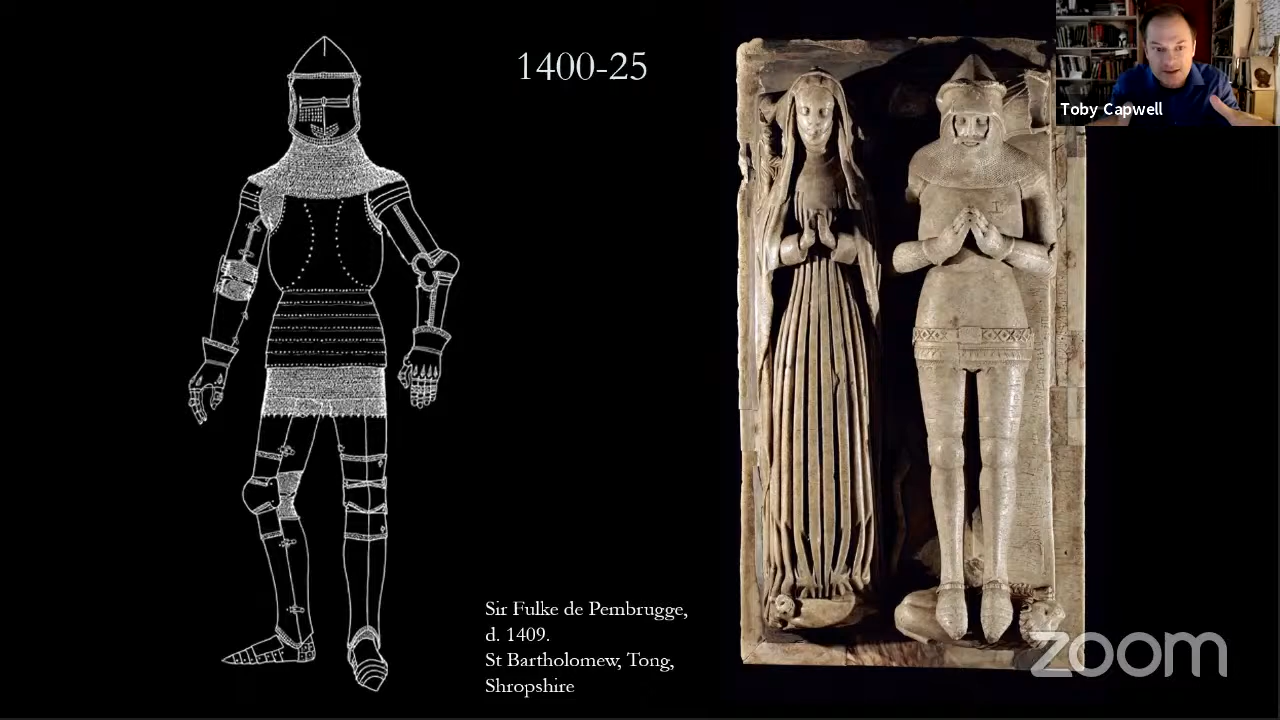 1400-25
Toby Capwell
Sir Fulke de Pembrugge,
d. 1409.
St Bartholomew, Tong,
Shropshire
zoom